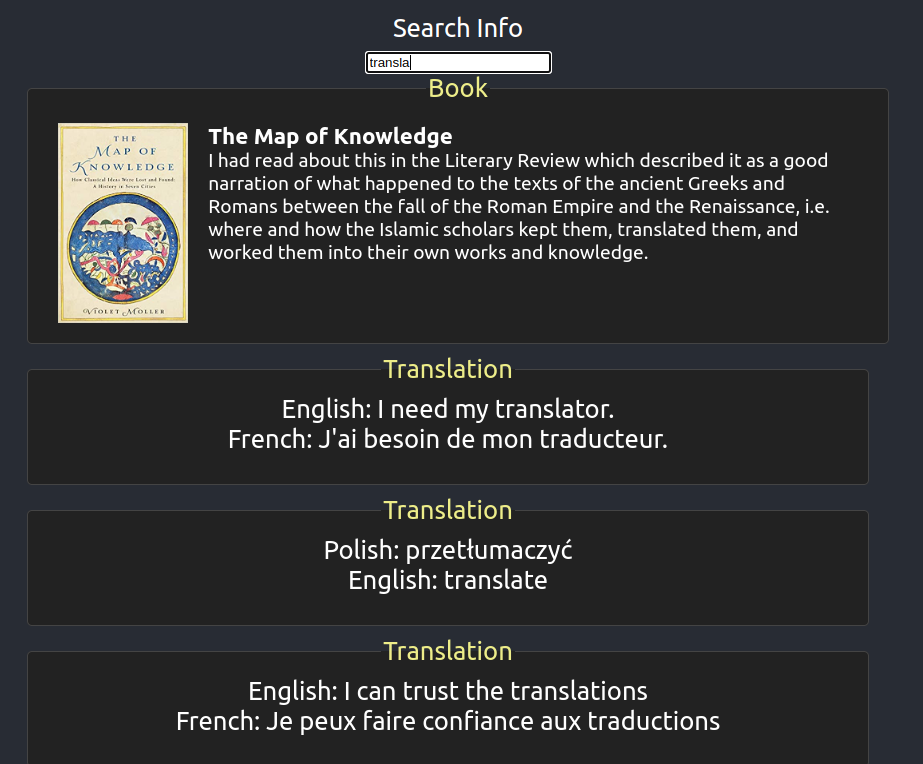 Search Info
transla
Book
THE
MAP OF
KNOWLEDGE
How Classical Ideas Were Lost and Found:
A History in Seven Cities
VIOLET MOLLER
The Map of Knowledge
I had read about this in the Literary Review which described it as a good
narration of what happened to the texts of the ancient Greeks and
Romans between the fall of the Roman Empire and the Renaissance, i.e.
where and how the Islamic scholars kept them, translated them, and
worked them into their own works and knowledge.
Translation
English: I need my translator.
French: J'ai besoin de mon traducteur.
Translation
Polish: przetłumaczyć
English: translate
Translation
English: I can trust the translations
French: Je peux faire confiance aux traductions